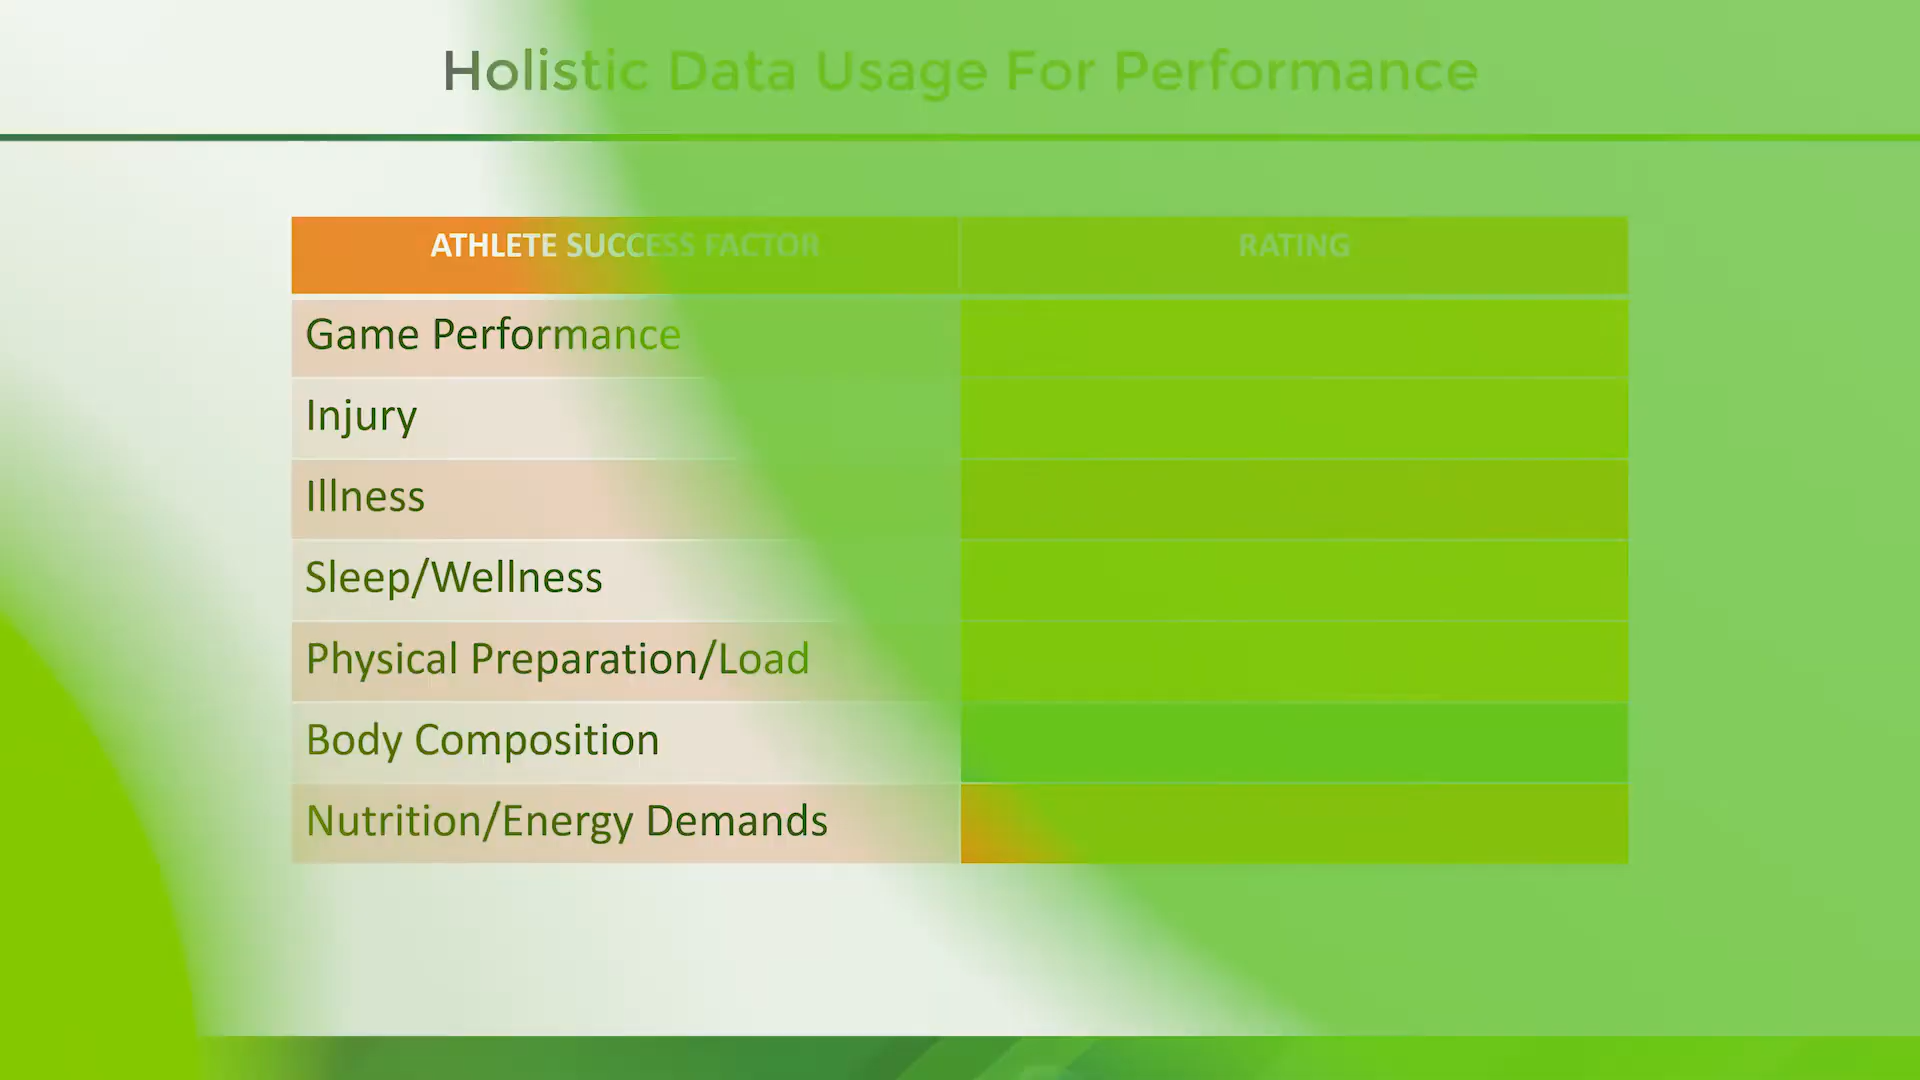 Holistic Data Usage For Performance
ATHLETE SUCCESS FACTOR
RATING
Game Performance
Injury
Illness
Sleep/Wellness
Physical Preparation/Load
Body Composition
Nutrition/Energy Demands